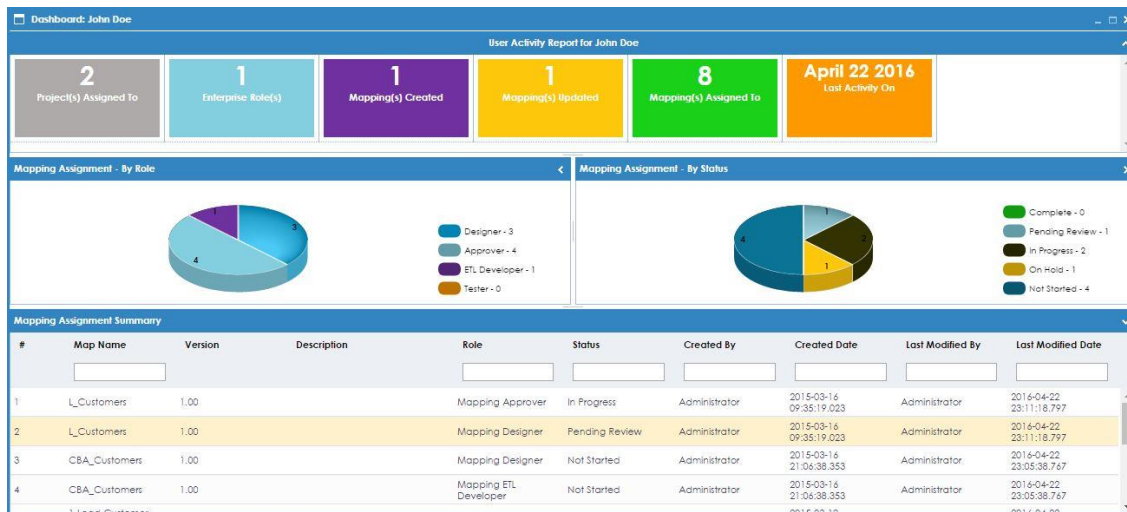 Dashboard: John Doe
User Activity Report for John Doe
2
Project(s) Assigned To
1
Enterprise Role(s)
1
Mapping(s) Created
1
Mapping(s) Updated
8
Mapping(s) Assigned To
April 22 2016
Last Activity On
Mapping Assignment - By Role
1
3
4
Designer - 3
Approver - 4
ETL Developer - 1
Tester - 0
Mapping Assignment - By Status
1
2
4
1
Complete - 0
Pending Review - 1
In Progress - 2
On Hold - 1
Not Started - 4
Mapping Assignment Summary
# Map Name Version Description Role Status Created By Created Date Last Modified By Last Modified Date
1 L_Customers 1.00 Mapping Approver In Progress Administrator 2015-03-16 09:35:19.023 Administrator 2016-04-22 23:11:18.797
2 L_Customers 1.00 Mapping Designer Pending Review Administrator 2015-03-16 09:35:19.023 Administrator 2016-04-22 23:11:18.797
3 CBA_Customers 1.00 Mapping Designer Not Started Administrator 2015-03-16 21:06:38.353 Administrator 2016-04-22 23:05:38.767
4 CBA_Customers 1.00 Mapping ETL Developer Not Started Administrator 2015-03-16 21:06:38.353 Administrator 2016-04-22 23:05:38.767